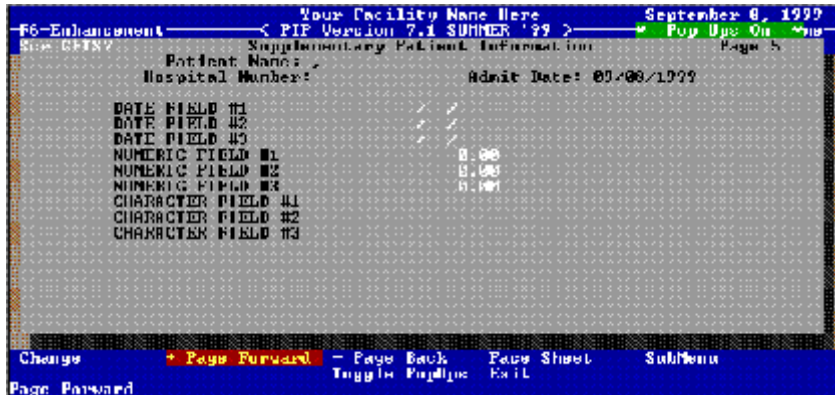 Your Facility Name Here September 8, 1999
F6-Enhancement < PIP Version 7.1 SUMMER '99 > Pop Ups On
Supplementary Patient Information Page 5
Patient Name: ,
Hospital Number: Admit Date: 09/08/1999
DATE FIELD #1 / /
DATE FIELD #2 / /
DATE FIELD #3 / /
NUMERIC FIELD #1 0.00
NUMERIC FIELD #2 0.00
NUMERIC FIELD #3 0.00
CHARACTER FIELD #1
CHARACTER FIELD #2
CHARACTER FIELD #3
Change + Page Forward - Page Back Face Sheet SubMenu
Toggle PopUps Exit
Page Forward